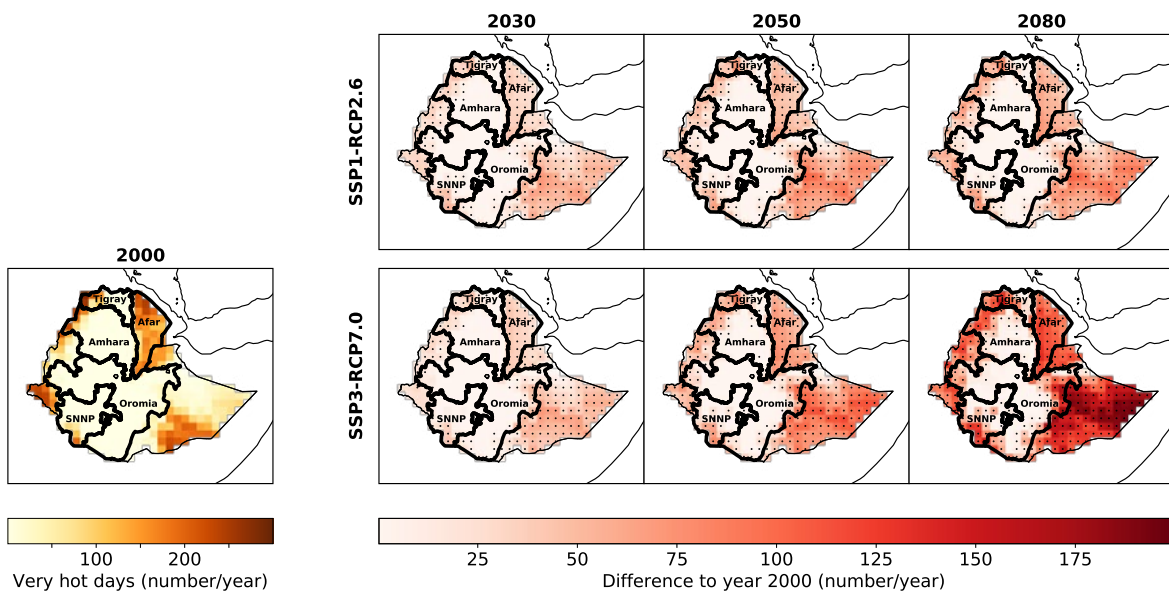 2030 2050 2080
SSP1-RCP2.6
Tigray Afar Amhara Oromia SNNP
Tigray Afar Amhara Oromia SNNP
Tigray Afar Amhara Oromia SNNP
2000
SSP3-RCP7.0
Tigray Afar Amhara Oromia SNNP
Tigray Afar Amhara Oromia SNNP
Tigray Afar Amhara Oromia SNNP
Tigray Afar Amhara Oromia SNNP
100 200
Very hot days (number/year)
25 50 75 100 125 150 175
Difference to year 2000 (number/year)